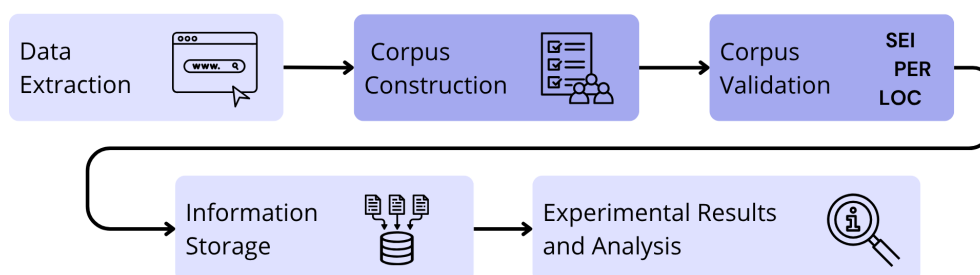 Data
Extraction
www.
Corpus
Construction
Corpus
Validation
SEI
PER
LOC
Information
Storage
Experimental Results
and Analysis
i